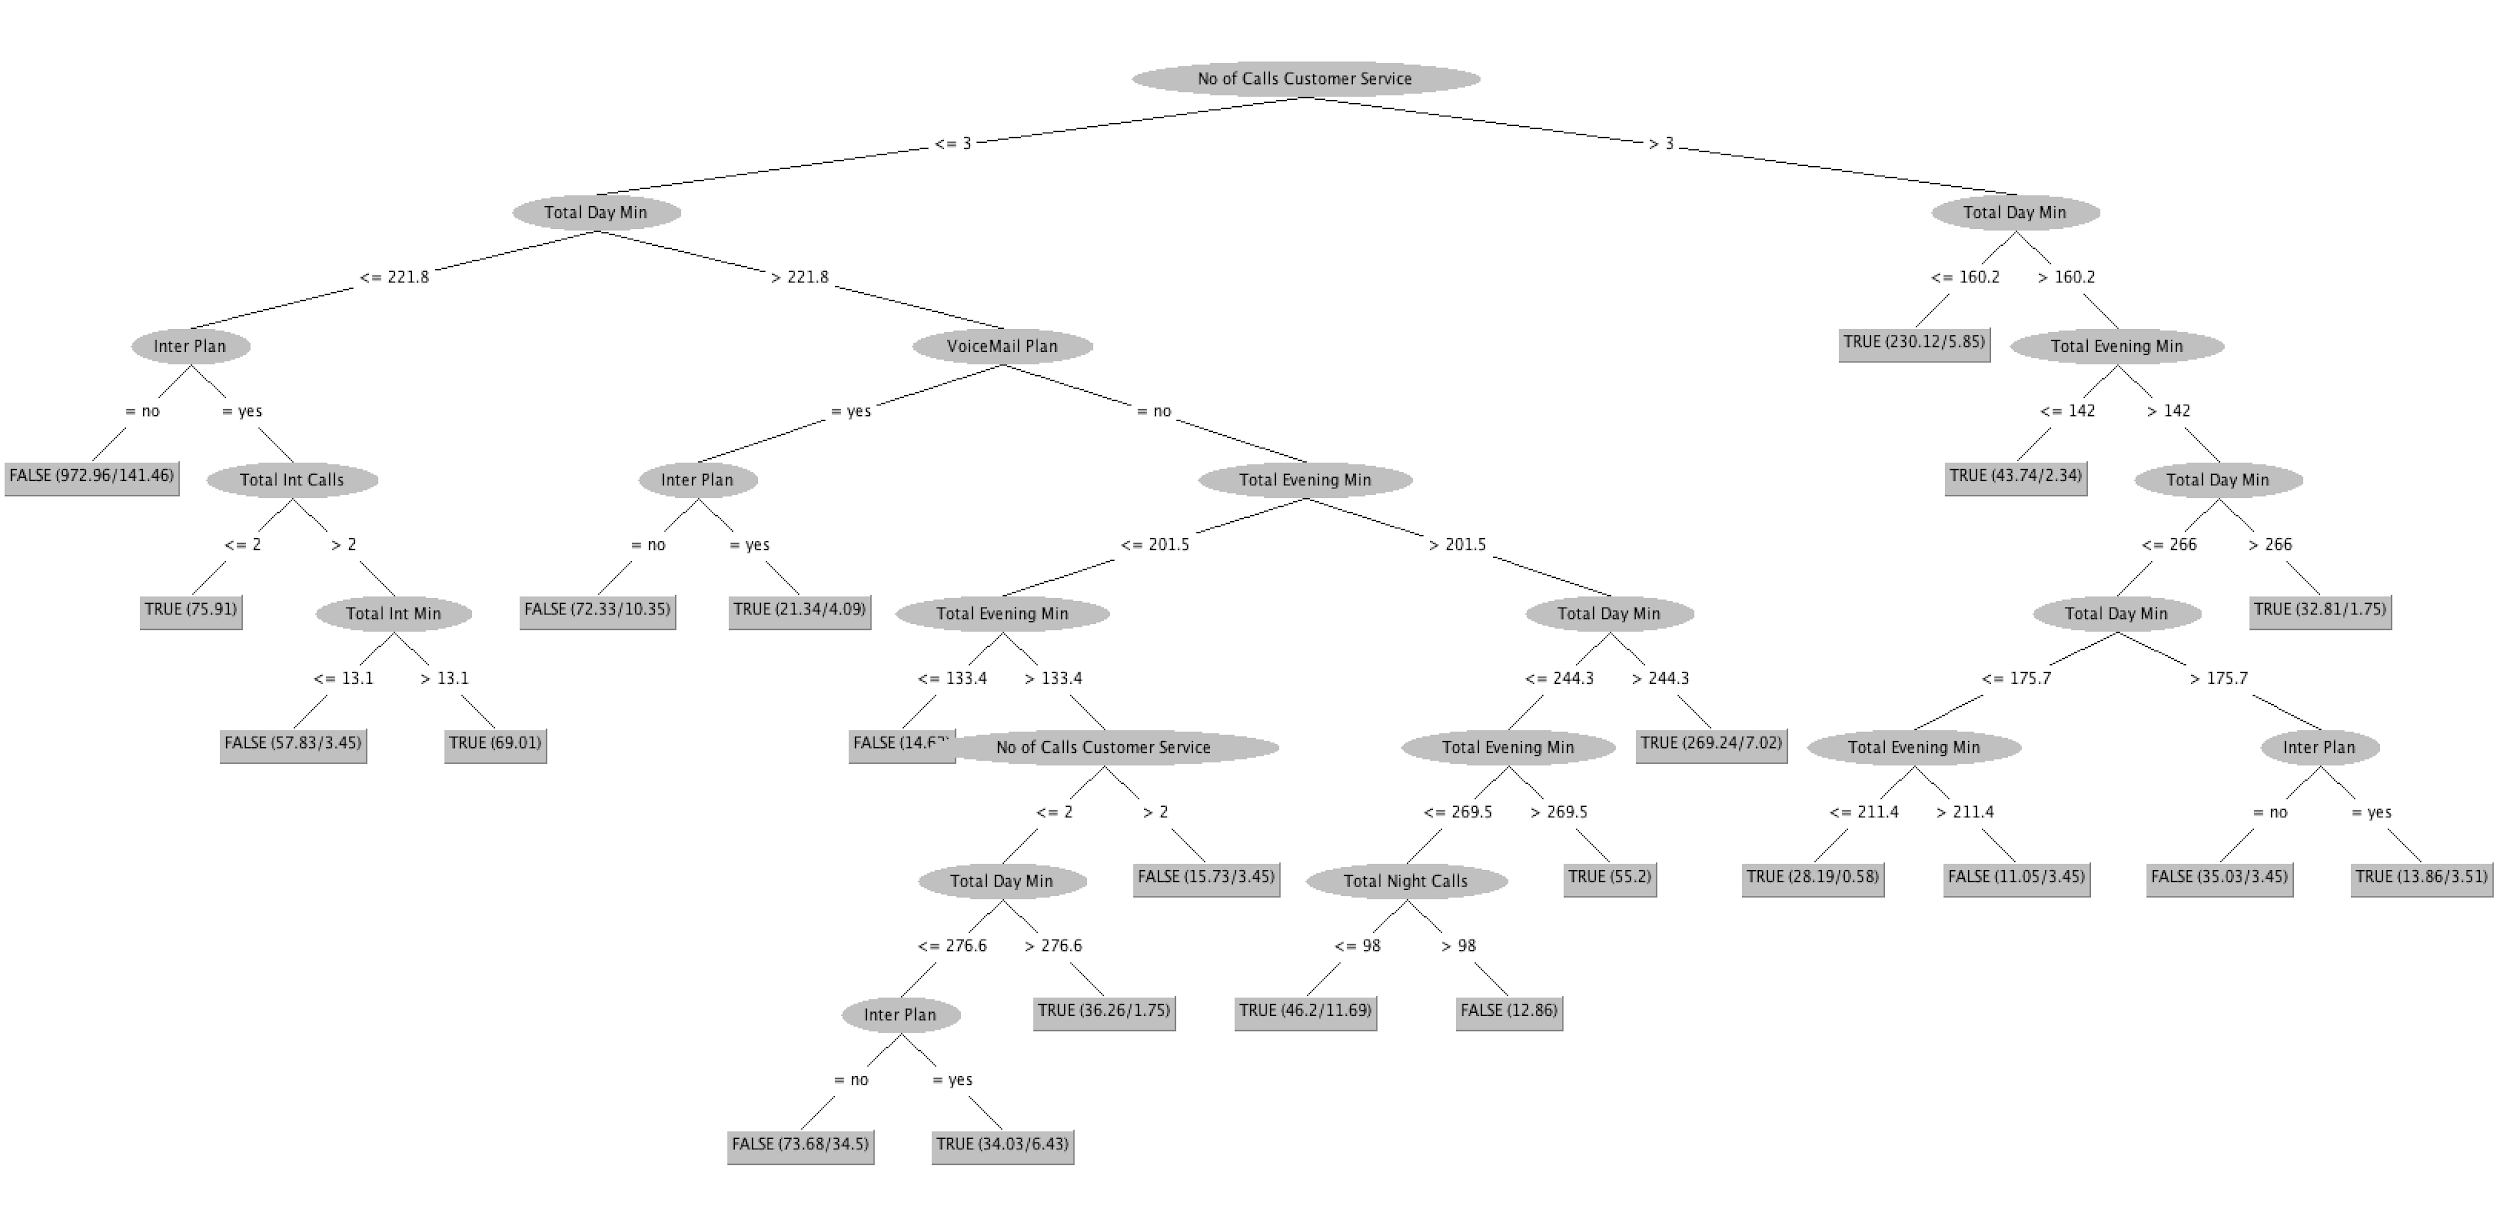 No of Calls Customer Service
<= 3
> 3
Total Day Min
Total Day Min
<= 221.8
> 221.8
<= 160.2
> 160.2
Inter Plan
VoiceMail Plan
TRUE (230.12/5.85)
Total Evening Min
= no
= yes
= yes
= no
<= 142
> 142
FALSE (972.96/141.46)
Total Int Calls
Inter Plan
Total Evening Min
TRUE (43.74/2.34)
Total Day Min
<= 2
> 2
= no
= yes
<= 201.5
> 201.5
<= 266
> 266
TRUE (75.91)
Total Int Min
FALSE (72.33/10.35)
TRUE (21.34/4.09)
Total Evening Min
Total Day Min
Total Day Min
TRUE (32.81/1.75)
<= 13.1
> 13.1
<= 133.4
> 133.4
<= 244.3
> 244.3
<= 175.7
> 175.7
FALSE (57.83/3.45)
TRUE (69.01)
FALSE
No of Calls Customer Service
Total Evening Min
TRUE (269.24/7.02)
Total Evening Min
Inter Plan
<= 2
> 2
<= 269.5
> 269.5
<= 211.4
> 211.4
= no
= yes
Total Day Min
FALSE (15.73/3.45)
Total Night Calls
TRUE (55.2)
TRUE (28.19/0.58)
FALSE (11.05/3.45)
FALSE (35.03/3.45)
TRUE (13.86/3.51)
<= 276.6
> 276.6
<= 98
> 98
Inter Plan
TRUE (36.26/1.75)
TRUE (46.2/11.69)
FALSE (12.86)
= no
= yes
FALSE (73.68/34.5)
TRUE (34.03/6.43)